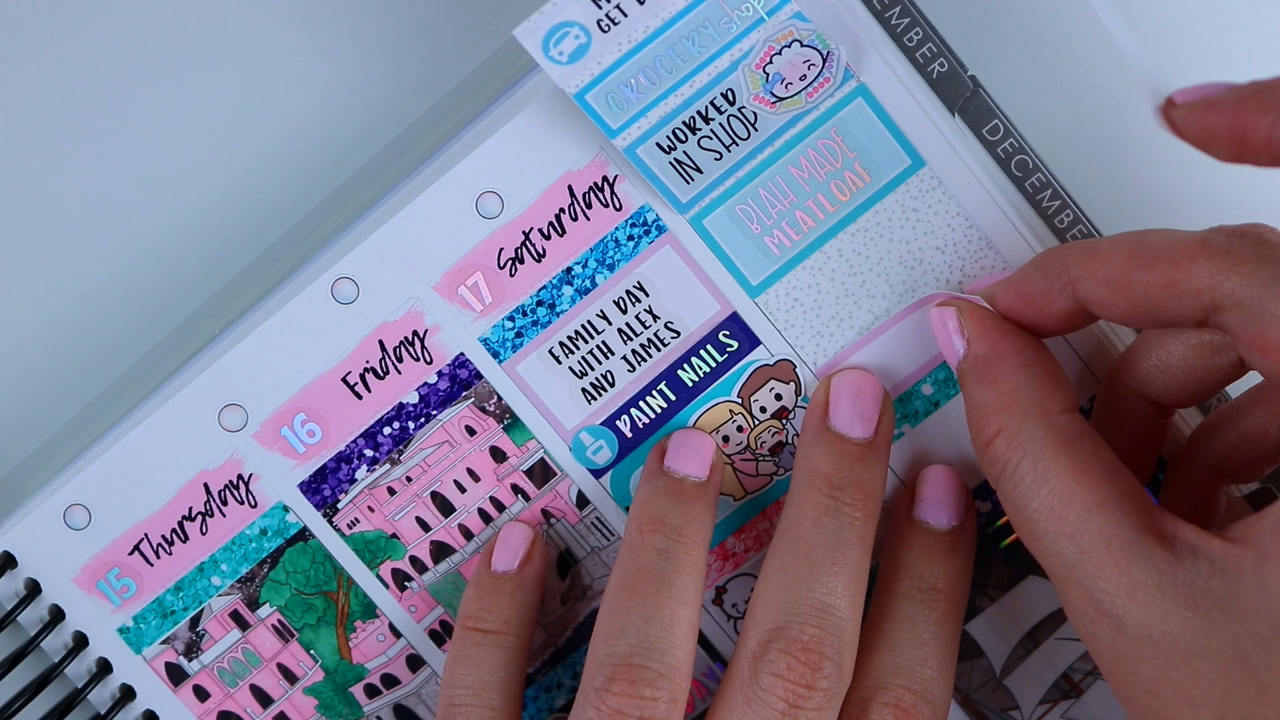 GET
GROCERY shop
WORKED
IN SHOP
BLAH MADE
MEATLOAF
EMBER
DECEMBE
17 Saturday
FAMILY DAY
WITH ALEX
AND JAMES
PAINT NAILS
16 Friday
15 Thursday